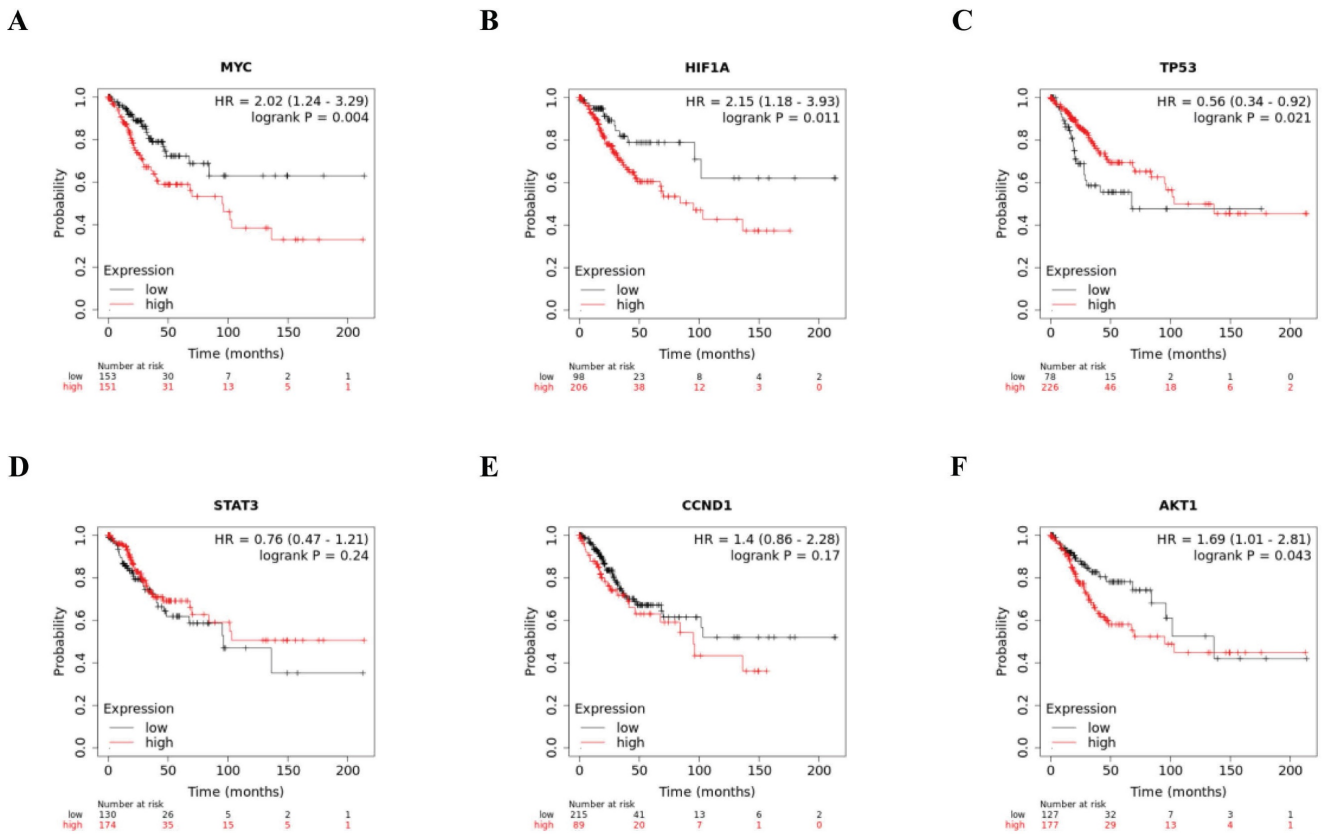 A
B
C
MYC
HR = 2.02 (1.24 - 3.29)
logrank P = 0.004
Probability
0.0 0.2 0.4 0.6 0.8 1.0
Expression
low
high
0 50 100 150 200
Time (months)
Number at risk
low 153 30 7 2 1
high 151 31 13 5 1
HIF1A
HR = 2.15 (1.18 - 3.93)
logrank P = 0.011
Probability
0.0 0.2 0.4 0.6 0.8 1.0
Expression
low
high
0 50 100 150 200
Time (months)
Number at risk
low 98 23 8 4 2
high 206 38 12 3 0
TP53
HR = 0.56 (0.34 - 0.92)
logrank P = 0.021
Probability
0.0 0.2 0.4 0.6 0.8 1.0
Expression
low
high
0 50 100 150 200
Time (months)
Number at risk
low 78 15 2 1 0
high 226 46 18 6 2
D
E
F
STAT3
HR = 0.76 (0.47 - 1.21)
logrank P = 0.24
Probability
0.0 0.2 0.4 0.6 0.8 1.0
Expression
low
high
0 50 100 150 200
Time (months)
Number at risk
low 130 26 5 2 1
high 174 35 15 5 1
CCND1
HR = 1.4 (0.86 - 2.28)
logrank P = 0.17
Probability
0.0 0.2 0.4 0.6 0.8 1.0
Expression
low
high
0 50 100 150 200
Time (months)
Number at risk
low 215 41 13 6 2
high 89 20 7 1 0
AKT1
HR = 1.69 (1.01 - 2.81)
logrank P = 0.043
Probability
0.0 0.2 0.4 0.6 0.8 1.0
Expression
low
high
0 50 100 150 200
Time (months)
Number at risk
low 127 32 7 3 1
high 177 29 13 4 1